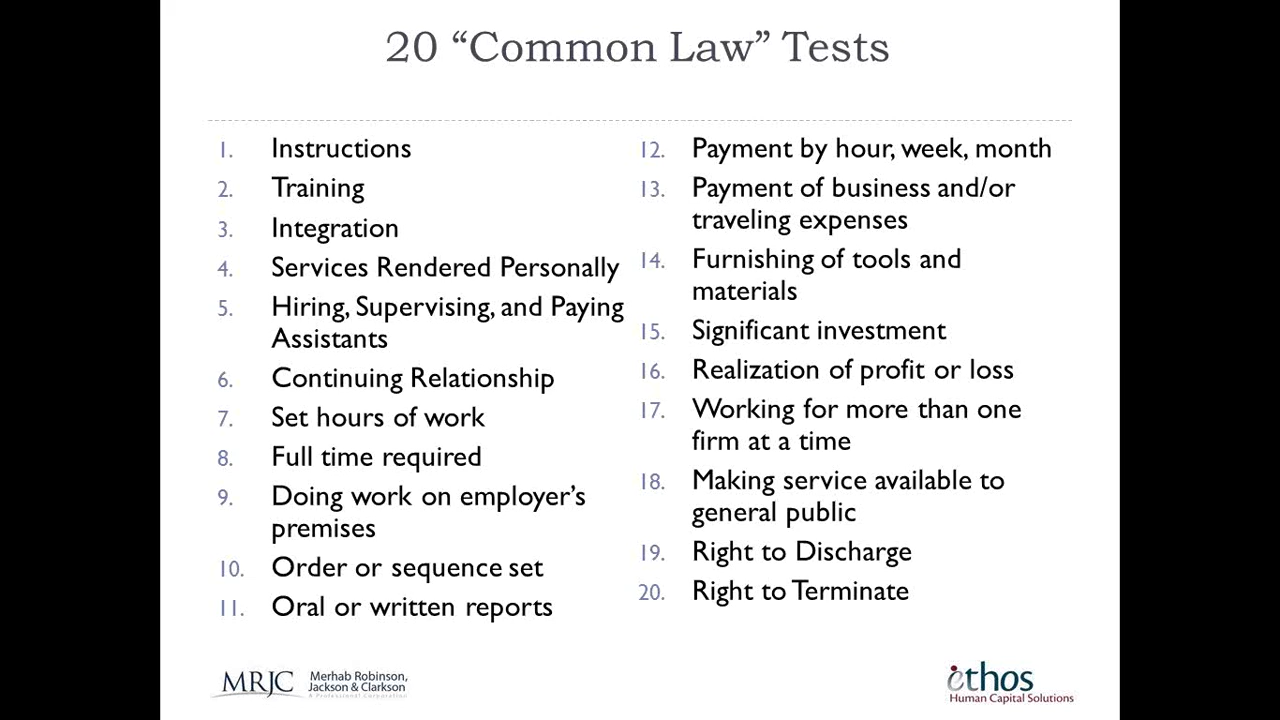 20 “Common Law” Tests
1. Instructions
2. Training
3. Integration
4. Services Rendered Personally
5. Hiring, Supervising, and Paying
Assistants
6. Continuing Relationship
7. Set hours of work
8. Full time required
9. Doing work on employer’s
premises
10. Order or sequence set
11. Oral or written reports
12. Payment by hour, week, month
13. Payment of business and/or
traveling expenses
14. Furnishing of tools and
materials
15. Significant investment
16. Realization of profit or loss
17. Working for more than one
firm at a time
18. Making service available to
general public
19. Right to Discharge
20. Right to Terminate
MRJC
Merhab Robinson,
Jackson & Clarkson
A Professional Corporation
ethos
Human Capital Solutions